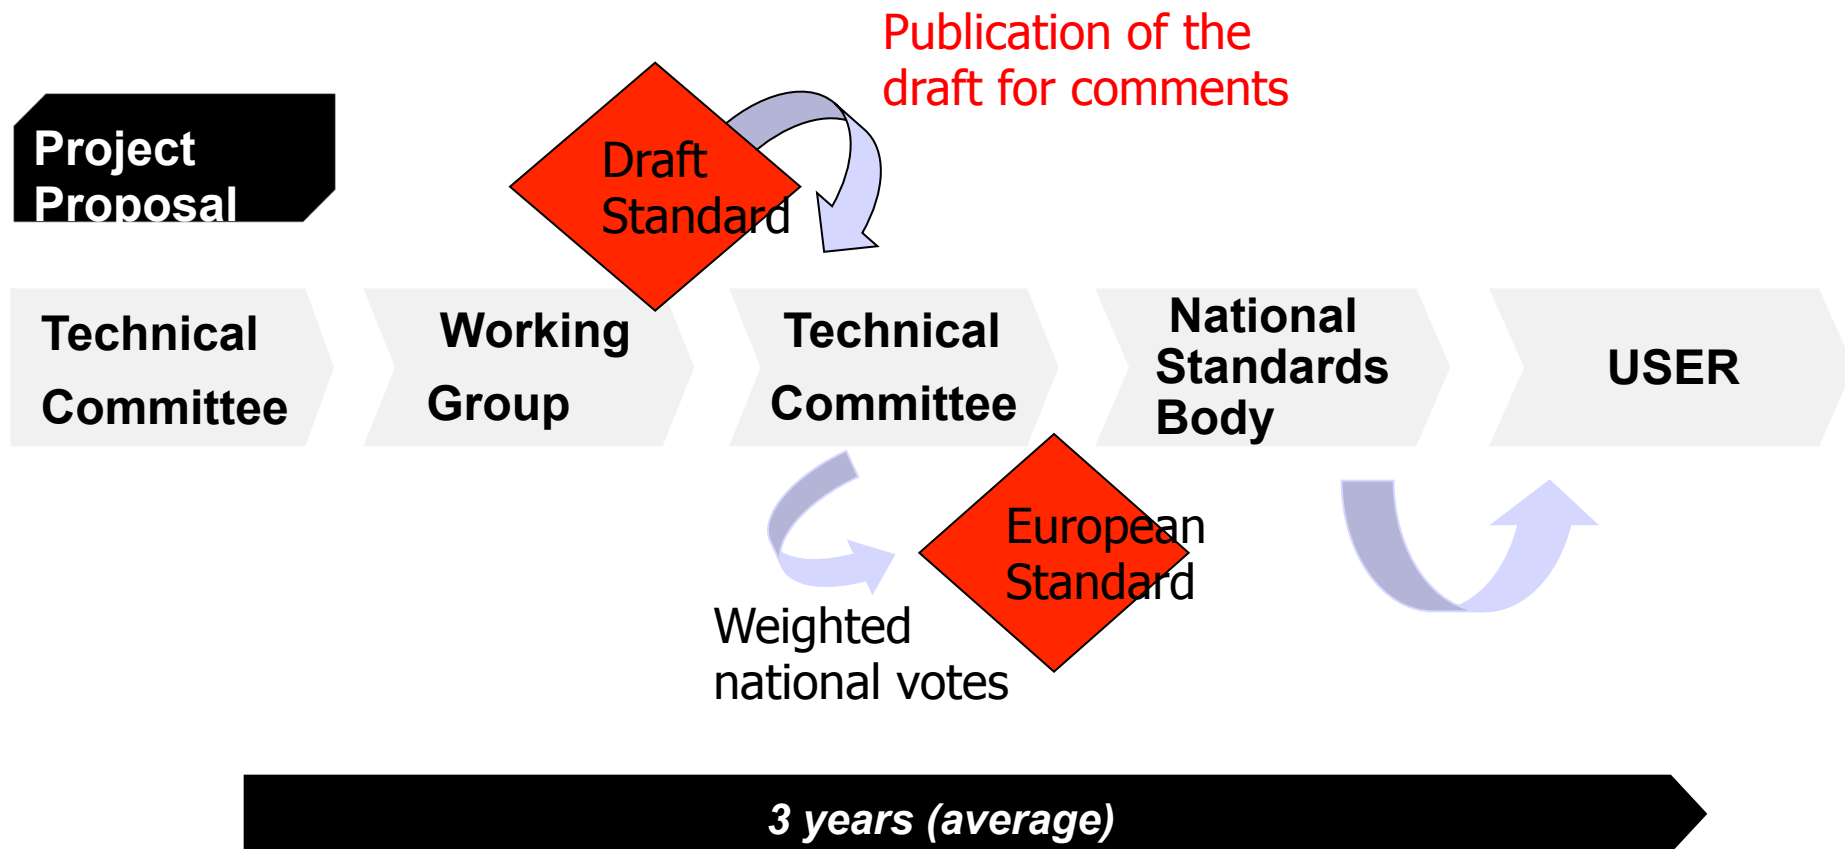 Publication of the
draft for comments
Project
Proposal
Draft
Standard
Technical
Committee
Working
Group
Technical
Committee
National
Standards
Body
USER
European
Standard
Weighted
national votes
3 years (average)